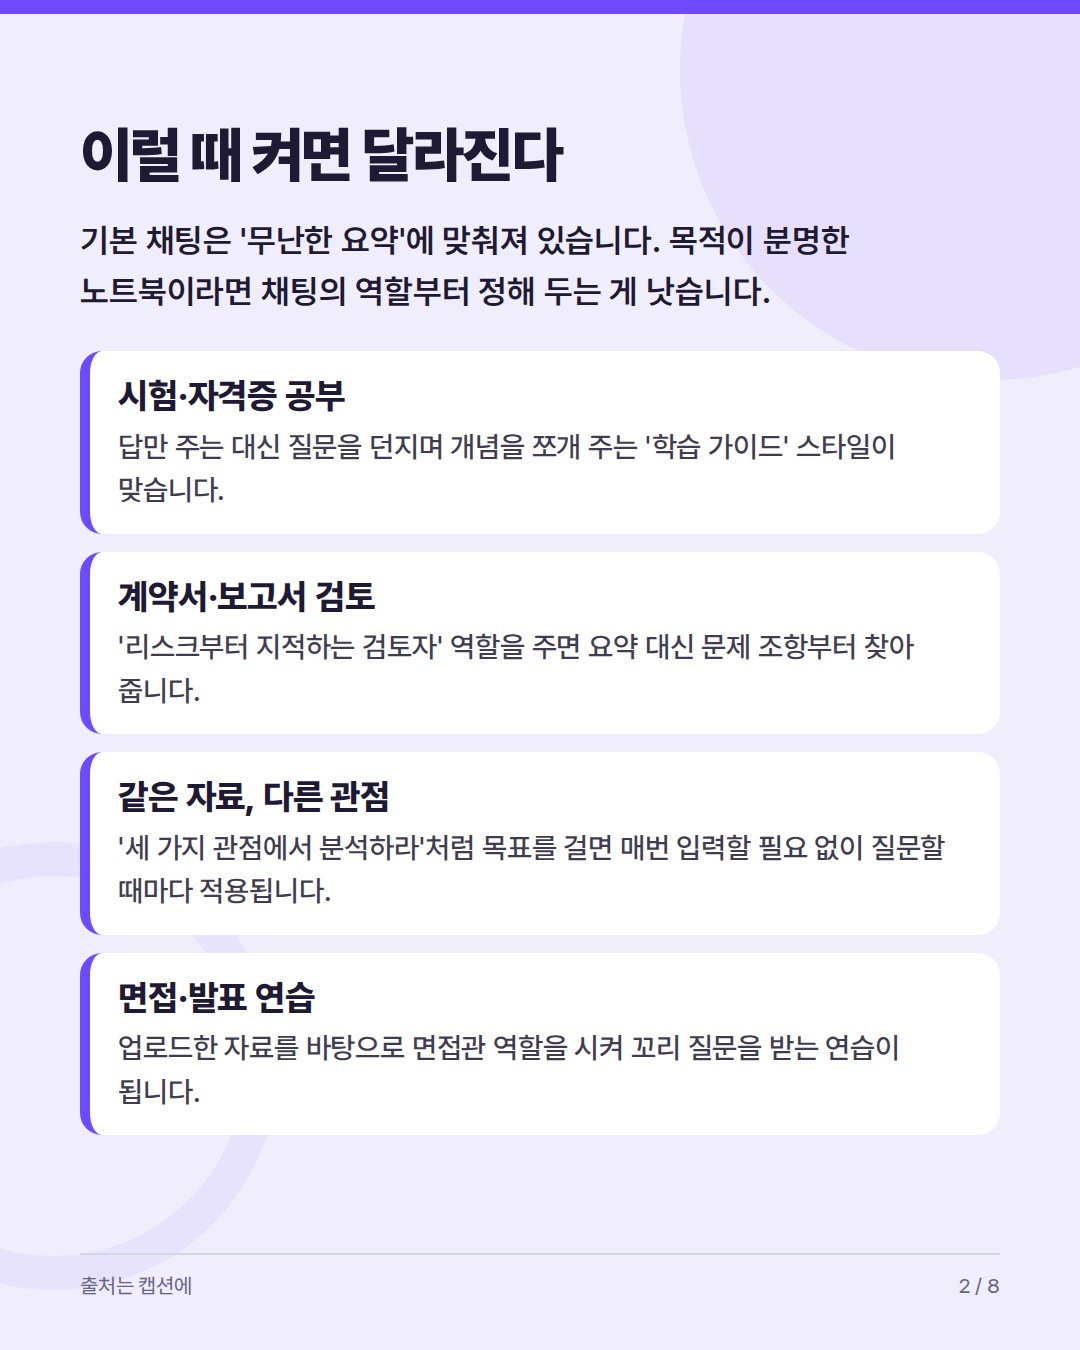 이럴 때 켜면 달라진다
기본 채팅은 '무난한 요약'에 맞춰져 있습니다. 목적이 분명한
노트북이라면 채팅의 역할부터 정해 두는 게 낫습니다.
시험·자격증 공부
답만 주는 대신 질문을 던지며 개념을 쪼개 주는 '학습 가이드' 스타일이
맞습니다.
계약서·보고서 검토
'리스크부터 지적하는 검토자' 역할을 주면 요약 대신 문제 조항부터 찾아
줍니다.
같은 자료, 다른 관점
'세 가지 관점에서 분석하라'처럼 목표를 걸면 매번 입력할 필요 없이 질문할
때마다 적용됩니다.
면접·발표 연습
업로드한 자료를 바탕으로 면접관 역할을 시켜 꼬리 질문을 받는 연습이
됩니다.
출처는 캡션에
2 / 8